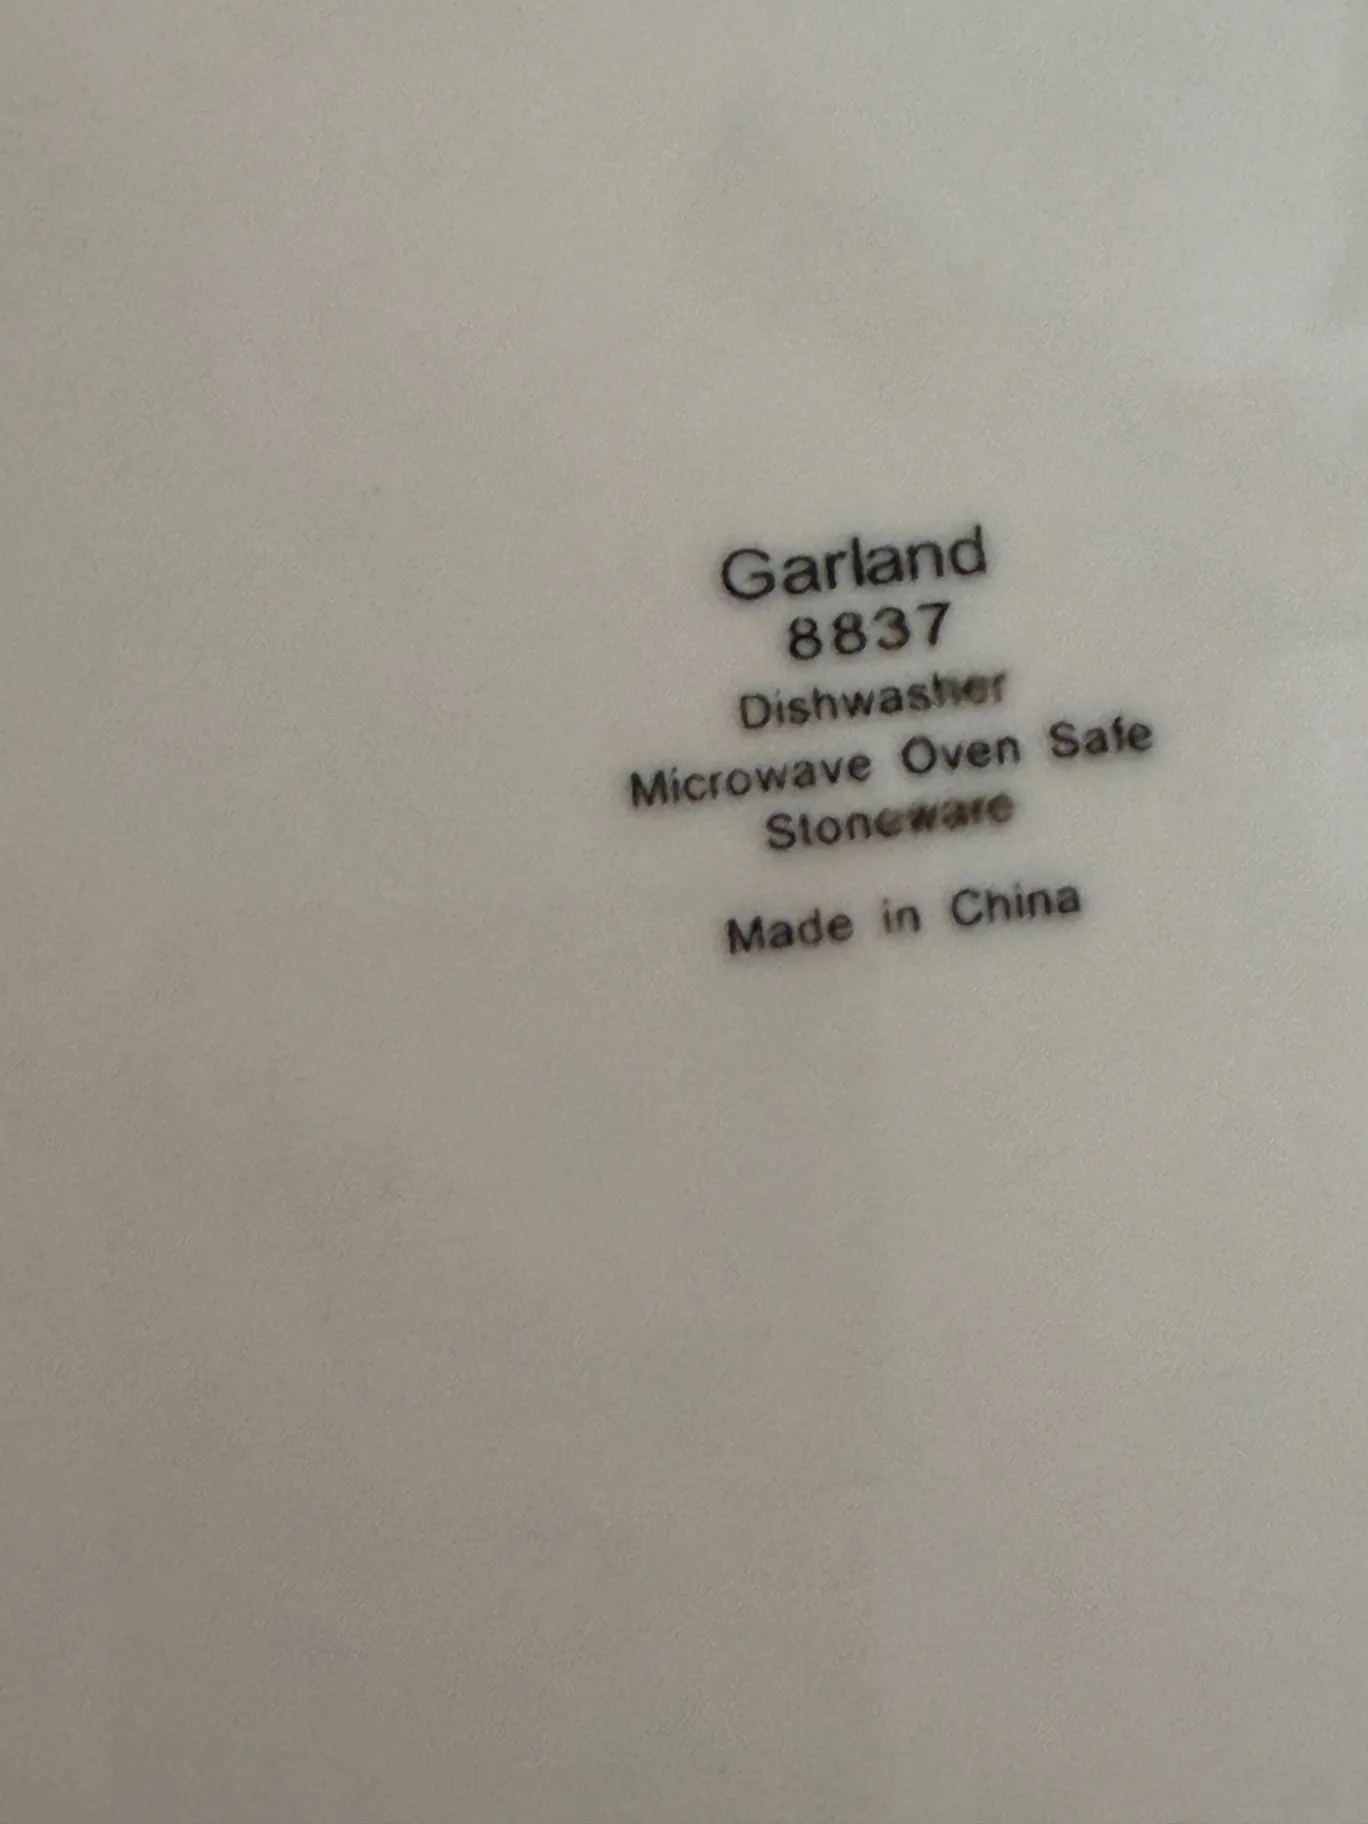 Garland
8837
Dishwasher
Microwave Oven Safe
Stoneware
Made in China